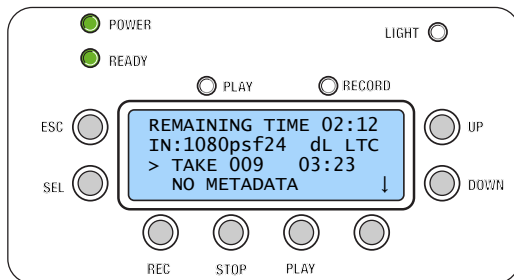 POWER
LIGHT
READY
PLAY
RECORD
ESC
REMAINING TIME 02:12
UP
IN:1080psf24 dL LTC
> TAKE 009 03:23
SEL
NO METADATA ↓
DOWN
REC
STOP
PLAY